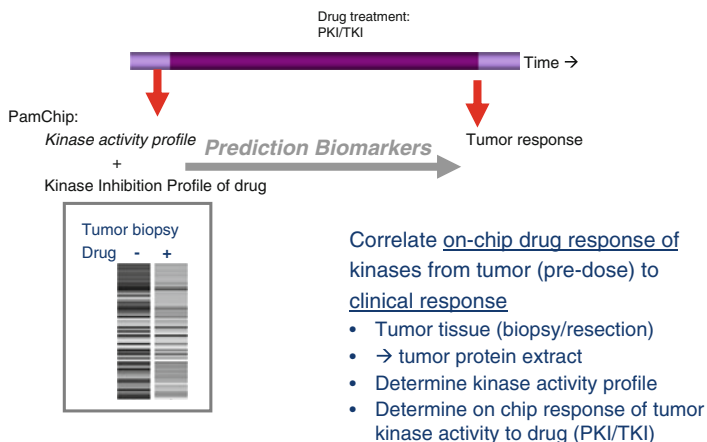 Drug treatment:
PKI/TKI
Time →
PamChip:
Kinase activity profile
+
Kinase Inhibition Profile of drug
Prediction Biomarkers
Tumor response
Tumor biopsy
Drug - +
Correlate on-chip drug response of
kinases from tumor (pre-dose) to
clinical response
• Tumor tissue (biopsy/resection)
• → tumor protein extract
• Determine kinase activity profile
• Determine on chip response of tumor
kinase activity to drug (PKI/TKI)